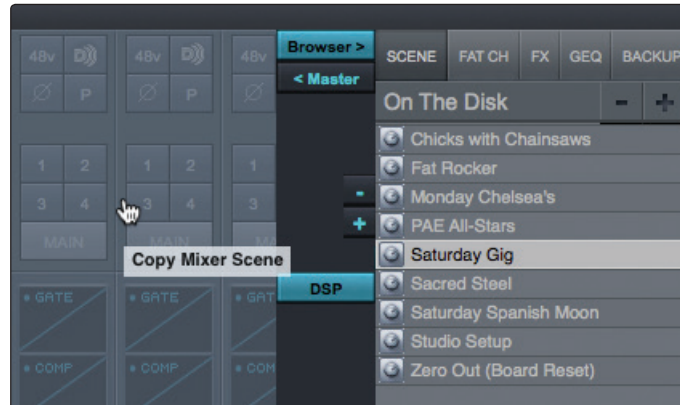 48v 48v 48v Browser > SCENE FAT CH FX GEQ BACKUP
< Master
Ø P Ø P Ø On The Disk - +
Chicks with Chainsaws
1 2 1 2 1 Fat Rocker
3 4 3 4 3 - Monday Chelsea's
+ PAE All-Stars
MAIN MAIN MA
Copy Mixer Scene Saturday Gig
GATE GATE GAT DSP Sacred Steel
Saturday Spanish Moon
Studio Setup
COMP COMP COM Zero Out (Board Reset)